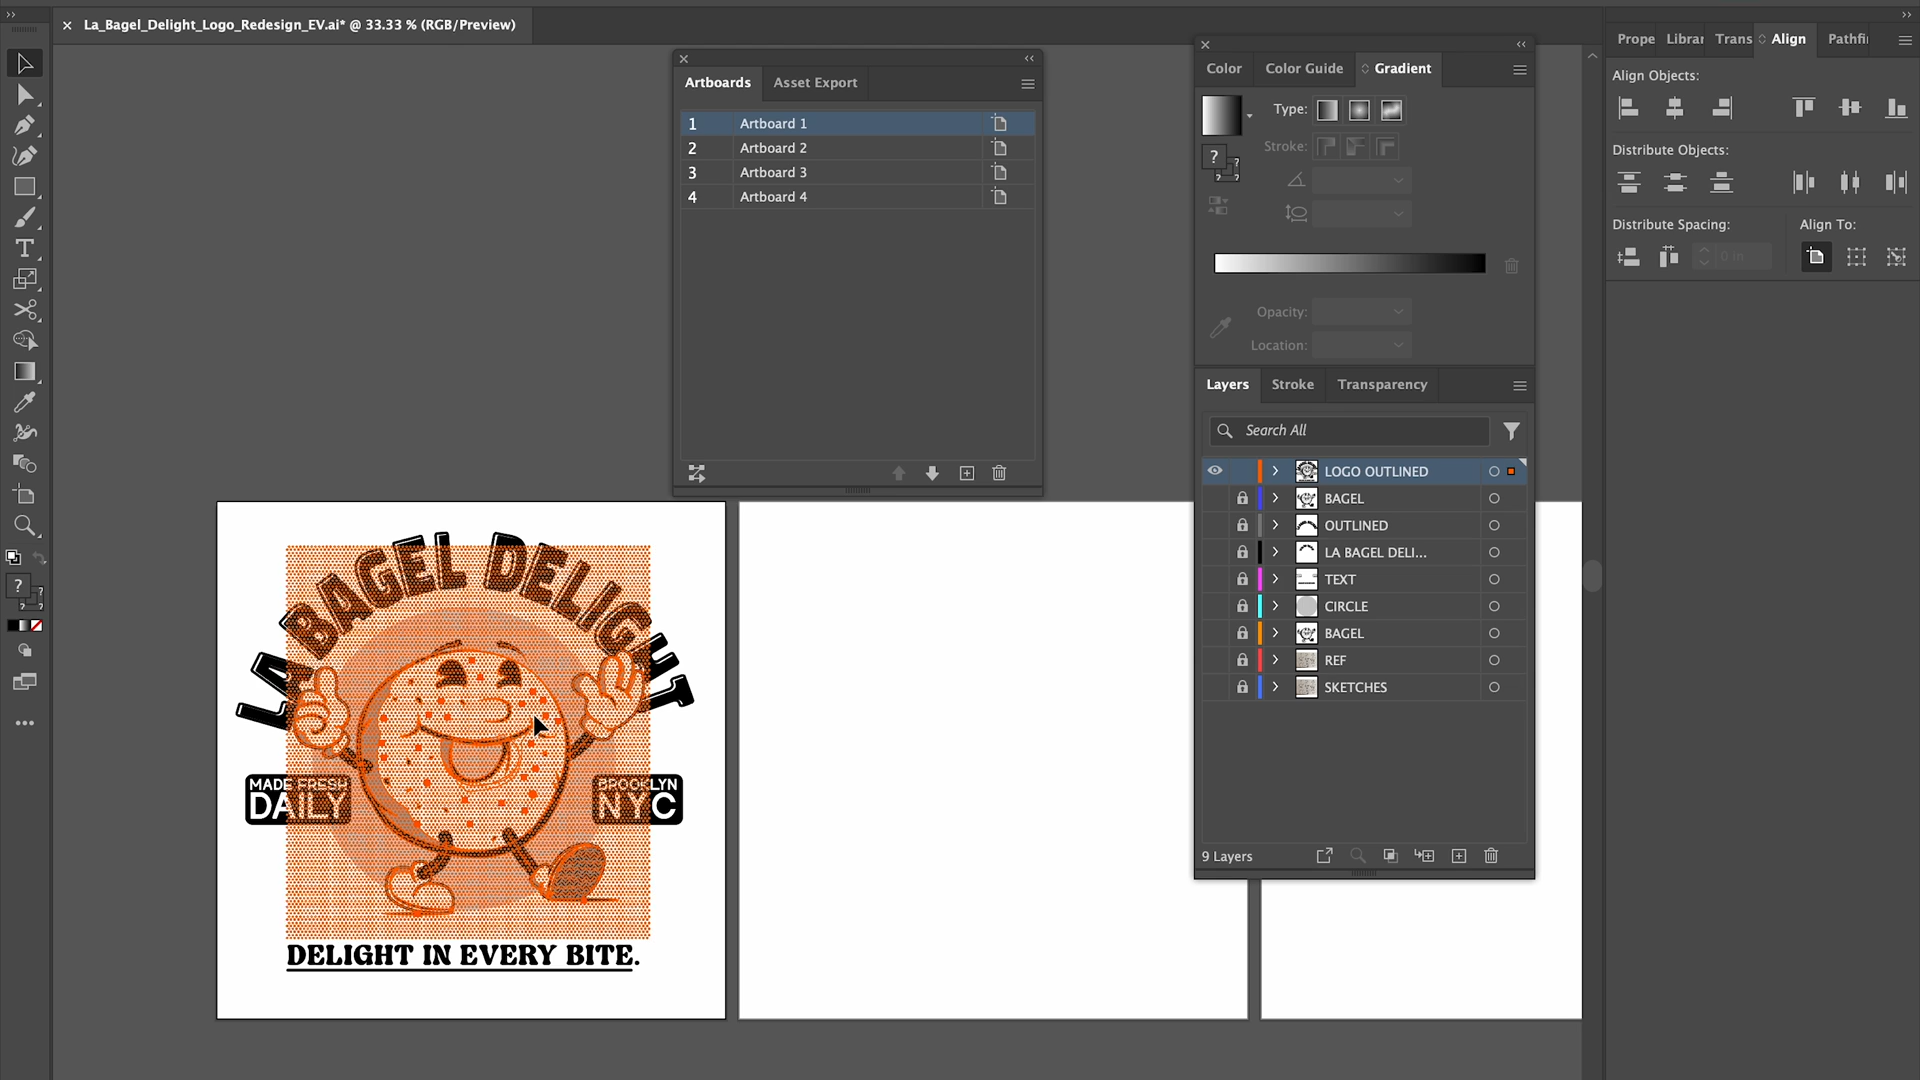 La_Bagel_Delight_Logo_Redesign_EV.ai* @ 33.33 % (RGB/Preview)
Artboards
Asset Export
1 Artboard 1
2 Artboard 2
3 Artboard 3
4 Artboard 4
Color
Color Guide
Gradient
Type:
Stroke:
?
?
?
Opacity:
Location:
Layers
Stroke
Transparency
Search All
LOGO OUTLINED
BAGEL
OUTLINED
LA BAGEL DELI...
TEXT
CIRCLE
BAGEL
REF
SKETCHES
9 Layers
Prope
Librar
Trans
Align
Pathfi
Align Objects:
Distribute Objects:
Distribute Spacing:
Align To:
0 in
?
?
?
LA BAGEL DELIGHT
MADE FRESH
DAILY
BROOKLYN
NYC
DELIGHT IN EVERY BITE.